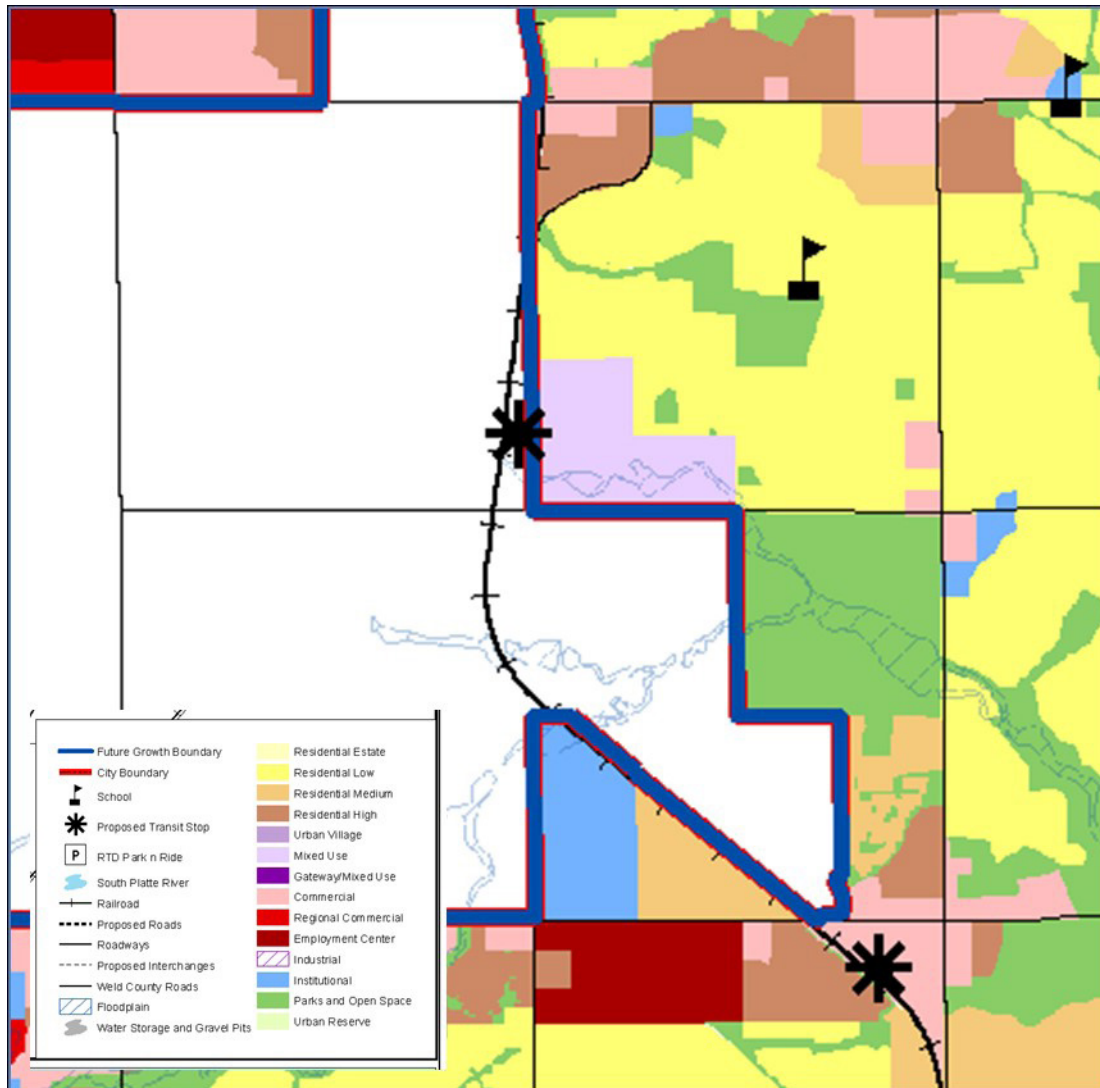 Future Growth Boundary
City Boundary
School
Proposed Transit Stop
P
RTD Park n Ride
South Platte River
Railroad
Proposed Roads
Roadways
Proposed Interchanges
Weld County Roads
Floodplain
Water Storage and Gravel Pits
Residential Estate
Residential Low
Residential Medium
Residential High
Urban Village
Mixed Use
Gateway/Mixed Use
Commercial
Regional Commercial
Employment Center
Industrial
Institutional
Parks and Open Space
Urban Reserve